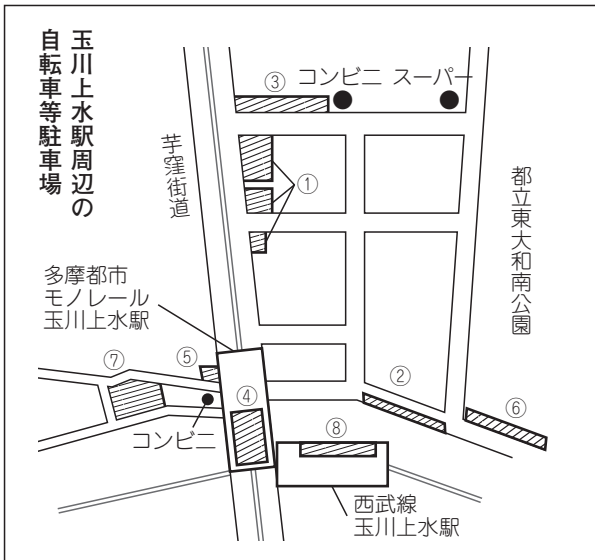 玉川上水駅周辺の
自転車等駐車場
③
コンビニ
スーパー
芋窪街道
①
都立東大和南公園
多摩都市
モノレール
玉川上水駅
⑦
⑤
②
④
⑥
コンビニ
⑧
西武線
玉川上水駅